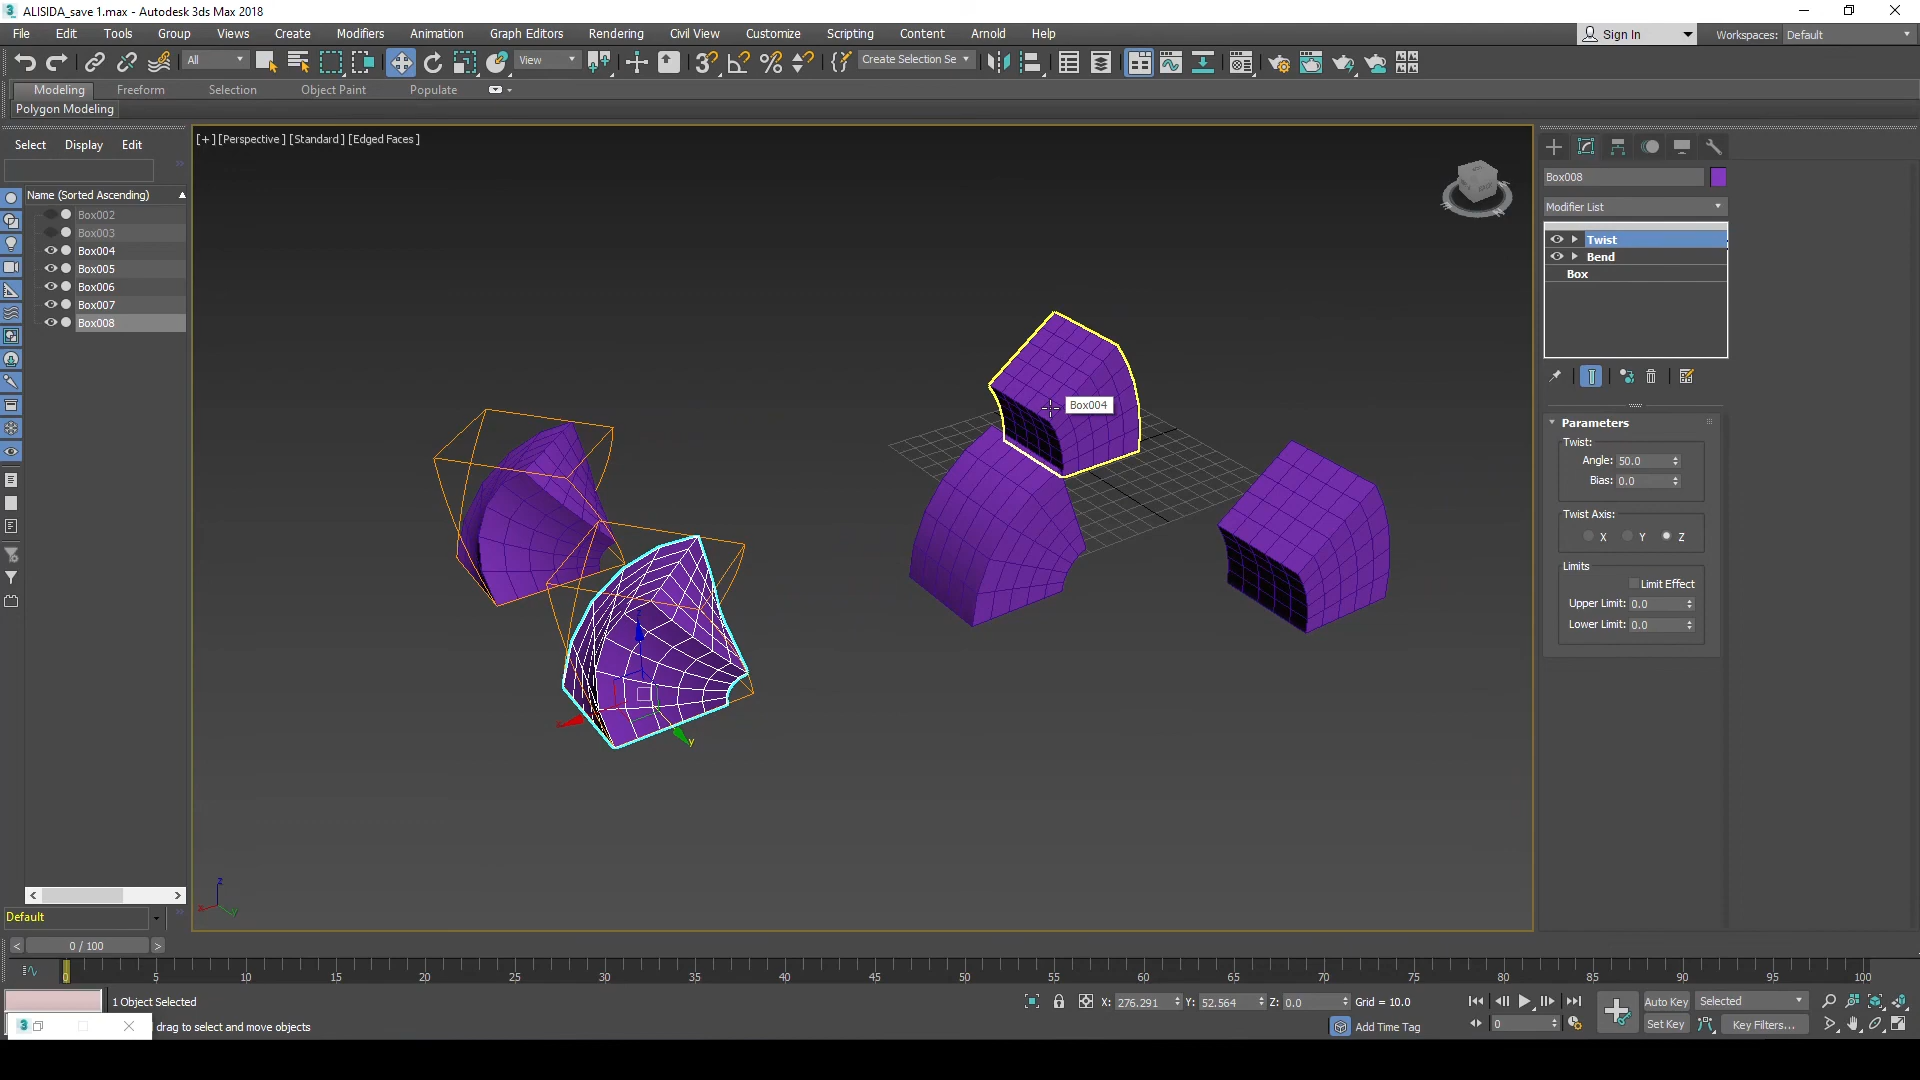 ALISIDA_save 1.max - Autodesk 3ds Max 2018
File Edit Tools Group Views Create Modifiers Animation Graph Editors Rendering Civil View Customize Scripting Content Arnold Help
Sign In Workspaces: Default
All View Create Selection Se
Modeling Freeform Selection Object Paint Populate
Polygon Modeling
Select Display Edit
[+] [Perspective] [Standard] [Edged Faces]
Name (Sorted Ascending)
Box002
Box003
Box004
Box005
Box006
Box007
Box008
Box004
y
z
x
y
Box008
Modifier List
Twist
Bend
Box
Parameters
Twist:
Angle: 50.0
Bias: 0.0
Twist Axis:
X Y Z
Limits
Limit Effect
Upper Limit: 0.0
Lower Limit: 0.0
Default
0 / 100
0 5 10 15 20 25 30 35 40 45 50 55 60 65 70 75 80 85 90 95 100
1 Object Selected
X: 276.291 Y: 52.564 Z: 0.0 Grid = 10.0
Auto Key Selected
drag to select and move objects
Add Time Tag
0
Set Key Key Filters...